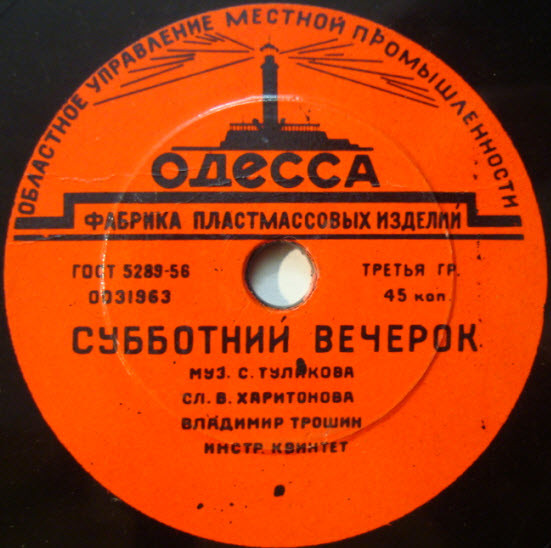 ОБЛАСТНОЕ УПРАВЛЕНИЕ МЕСТНОЙ ПРОМЫШЛЕННОСТИ
ОДЕССА
ФАБРИКА ПЛАСТМАССОВЫХ ИЗДЕЛИЙ
ГОСТ 5289-56
0031963
ТРЕТЬЯ ГР.
45 коп
СУББОТНИЙ ВЕЧЕРОК
МУЗ. С. ТУЛИКОВА
СЛ. В. ХАРИТОНОВА
ВЛАДИМИР ТРОШИН
ИНСТР. КВИНТЕТ